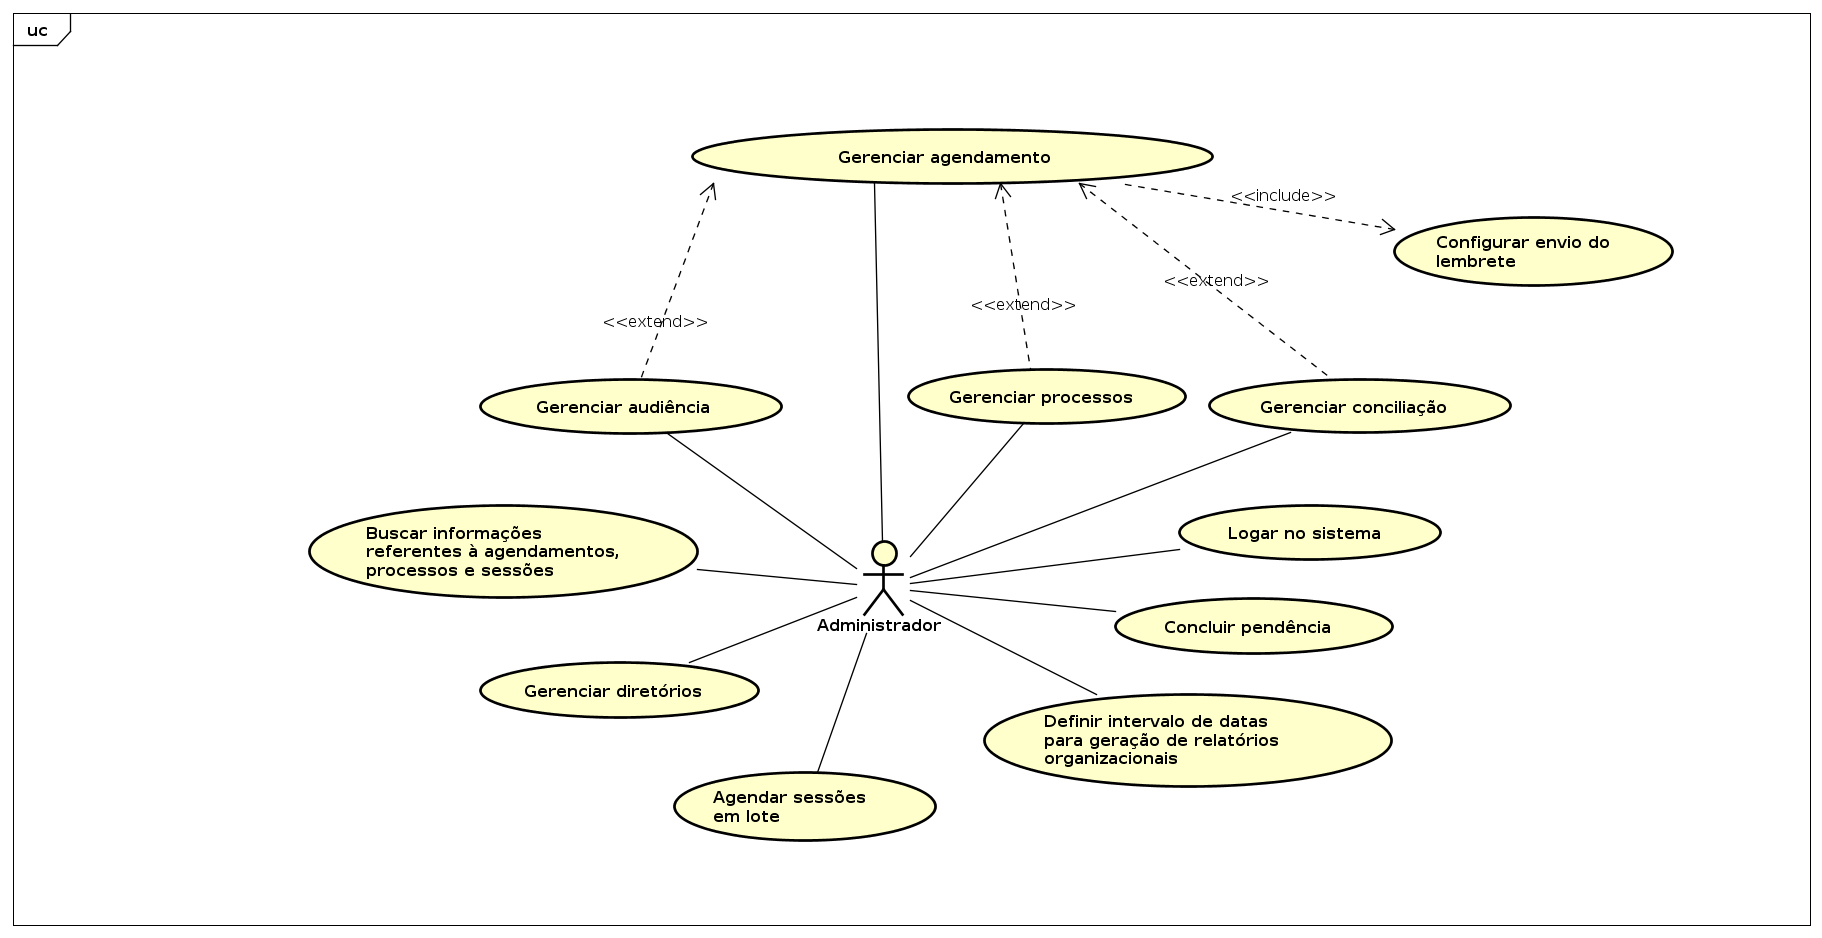 uc
Gerenciar agendamento
<<include>>
Configurar envio do
lembrete
<<extend>>
<<extend>>
<<extend>>
Gerenciar audiência
Gerenciar processos
Gerenciar conciliação
Buscar informações
referentes à agendamentos,
processos e sessões
Logar no sistema
Administrador
Concluir pendência
Gerenciar diretórios
Definir intervalo de datas
para geração de relatórios
organizacionais
Agendar sessões
em lote